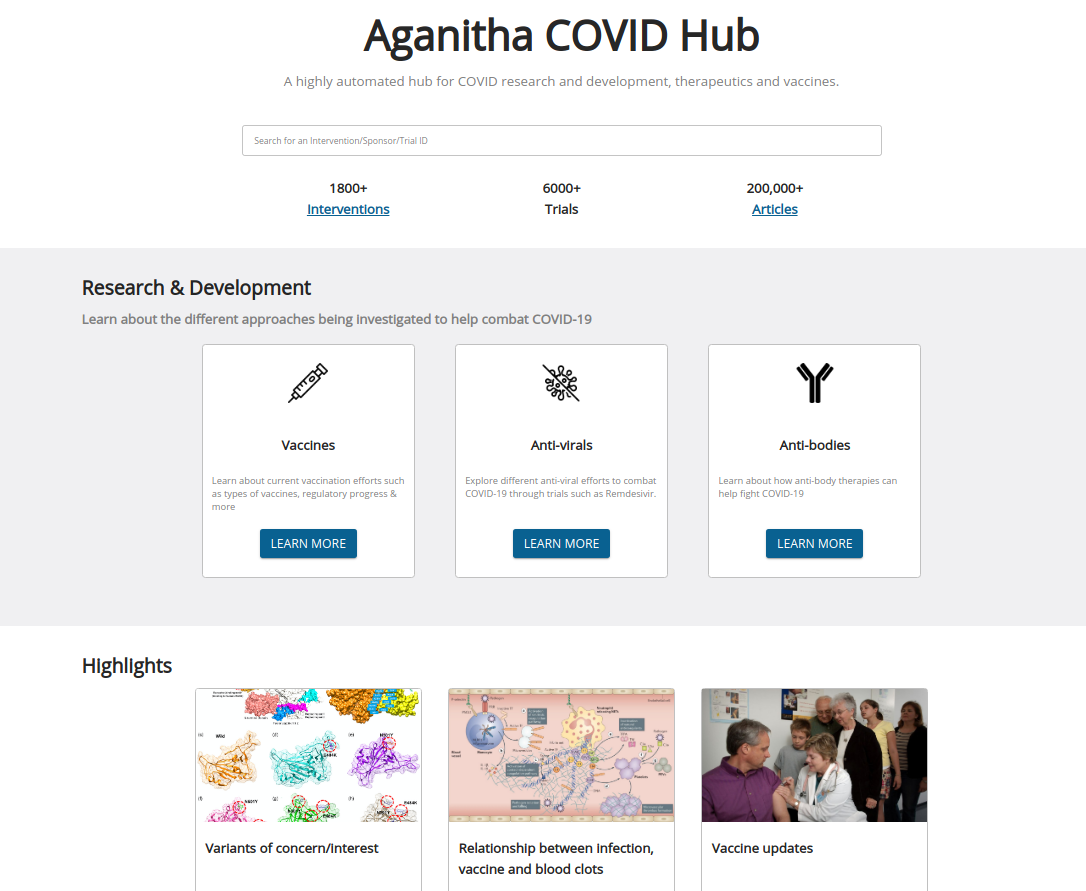 Aganitha COVID Hub
A highly automated hub for COVID research and development, therapeutics and vaccines.
Search for an Intervention/Sponsor/Trial ID
1800+
Interventions
6000+
Trials
200,000+
Articles
Research & Development
Learn about the different approaches being investigated to help combat COVID-19
Vaccines
Learn about current vaccination efforts such
as types of vaccines, regulatory progress &
more
LEARN MORE
Anti-virals
Explore different anti-viral efforts to combat
COVID-19 through trials such as Remdesivir.
LEARN MORE
Anti-bodies
Learn about how anti-body therapies can
help fight COVID-19
LEARN MORE
Highlights
Wild
Variants of concern/interest
Relationship between infection,
vaccine and blood clots
Vaccine updates